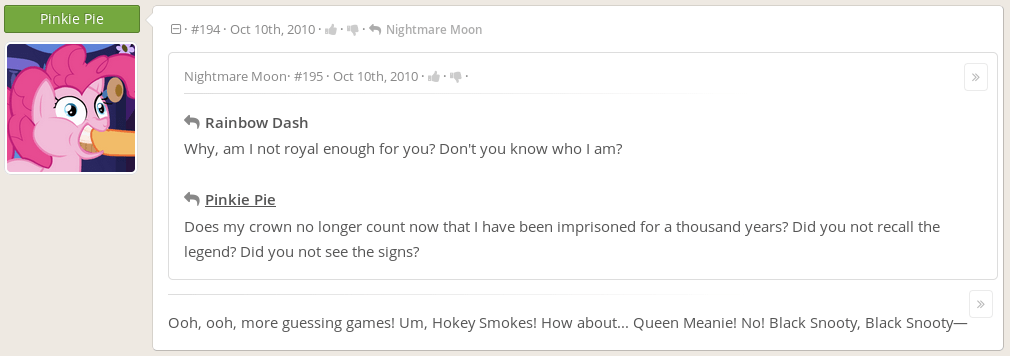 Pinkie Pie
· #194 · Oct 10th, 2010 · · · Nightmare Moon
Nightmare Moon· #195 · Oct 10th, 2010 · · ·
Rainbow Dash
Why, am I not royal enough for you? Don't you know who I am?
Pinkie Pie
Does my crown no longer count now that I have been imprisoned for a thousand years? Did you not recall the
legend? Did you not see the signs?
Ooh, ooh, more guessing games! Um, Hokey Smokes! How about... Queen Meanie! No! Black Snooty, Black Snooty—